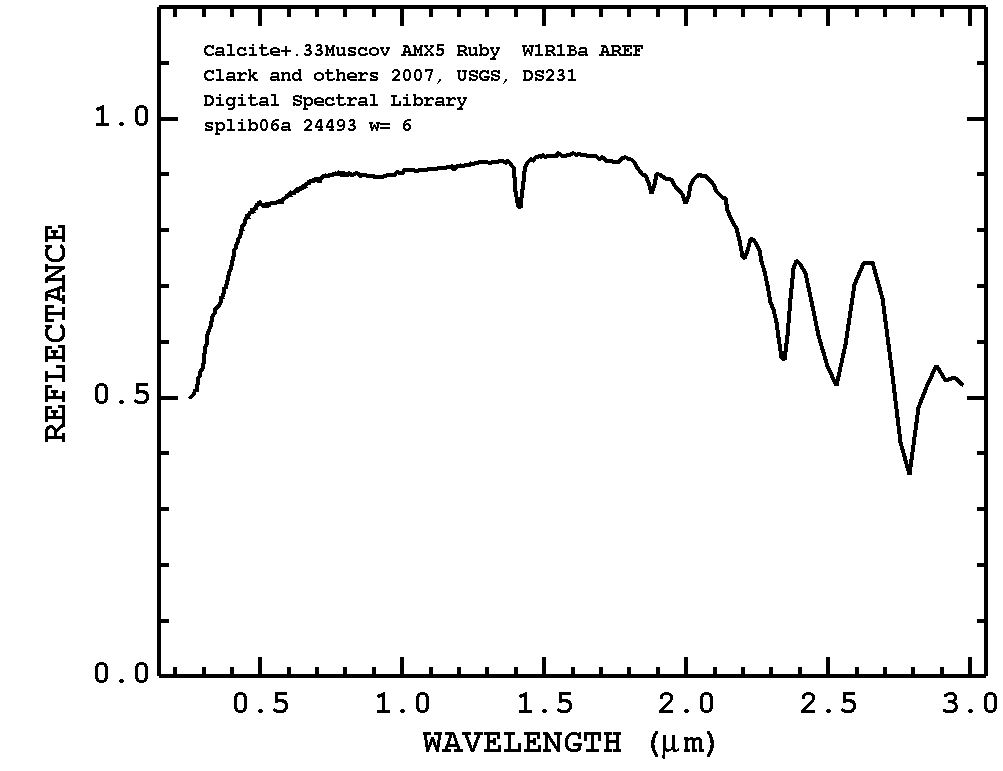 Calcite+.33Muscov AMX5 Ruby  W1R1Ba AREF
Clark and others 2007, USGS, DS231
Digital Spectral Library
splib06a 24493 w= 6
1.0
0.5
0.0
REFLECTANCE
0.5 1.0 1.5 2.0 2.5 3.0
WAVELENGTH (μm)